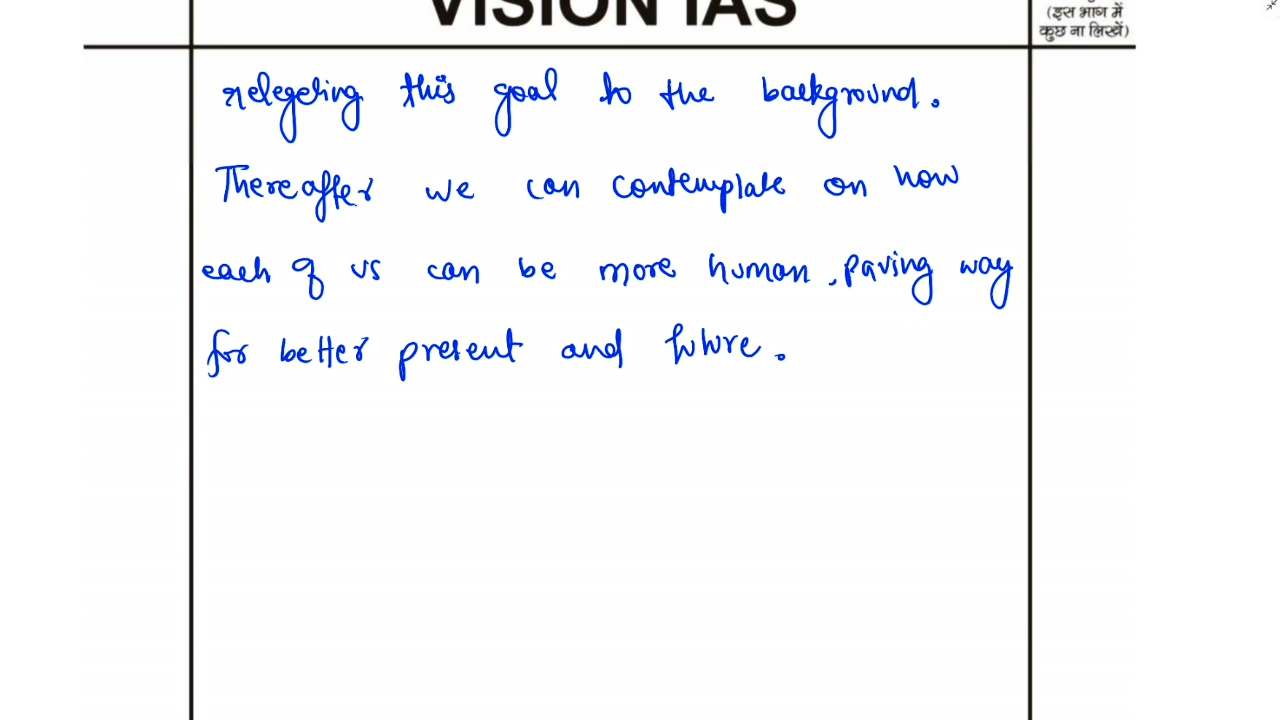 VISION IAS
(इस भाग में
कुछ ना लिखें)
relegeting this goal to the background.
Thereafter we can contemplate on how
each of us can be more human, paving way
for better present and future.